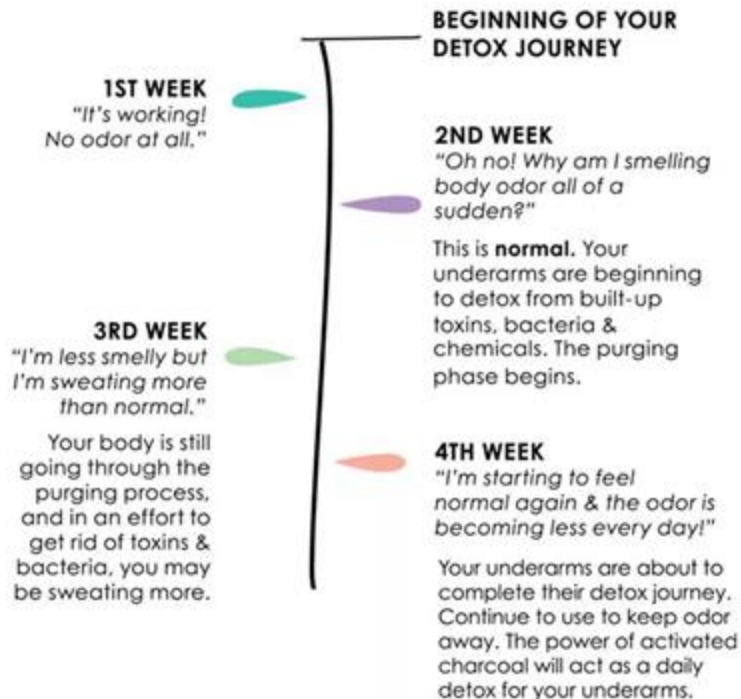 BEGINNING OF YOUR
DETOX JOURNEY
1ST WEEK
"It's working!
No odor at all."
2ND WEEK
"Oh no! Why am I smelling
body odor all of a
sudden?"
This is normal. Your
underarms are beginning
to detox from built-up
toxins, bacteria &
chemicals. The purging
phase begins.
3RD WEEK
"I'm less smelly but
I'm sweating more
than normal."
Your body is still
going through the
purging process,
and in an effort to
get rid of toxins &
bacteria, you may
be sweating more.
4TH WEEK
"I'm starting to feel
normal again & the odor is
becoming less every day!"
Your underarms are about to
complete their detox journey.
Continue to use to keep odor
away. The power of activated
charcoal will act as a daily
detox for your underarms.